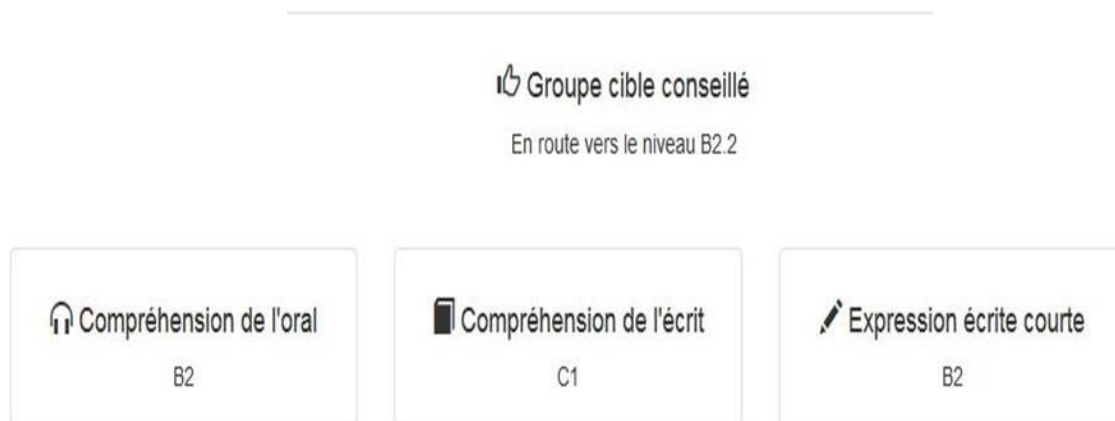 Groupe cible conseillé
En route vers le niveau B2.2
Compréhension de l'oral
B2
Compréhension de l'écrit
C1
Expression écrite courte
B2